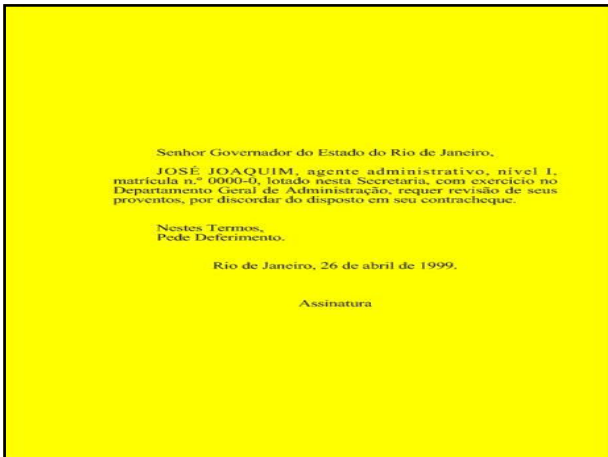 Senhor Governador do Estado do Rio de Janeiro,
JOSÉ JOAQUIM, agente administrativo, nível I,
matrícula n.º 0000-0, lotado nesta Secretaria, com exercício no
Departamento Geral de Administração, requer revisão de seus
proventos, por discordar do disposto em seu contracheque.
Nestes Termos,
Pede Deferimento.
Rio de Janeiro, 26 de abril de 1999.
Assinatura